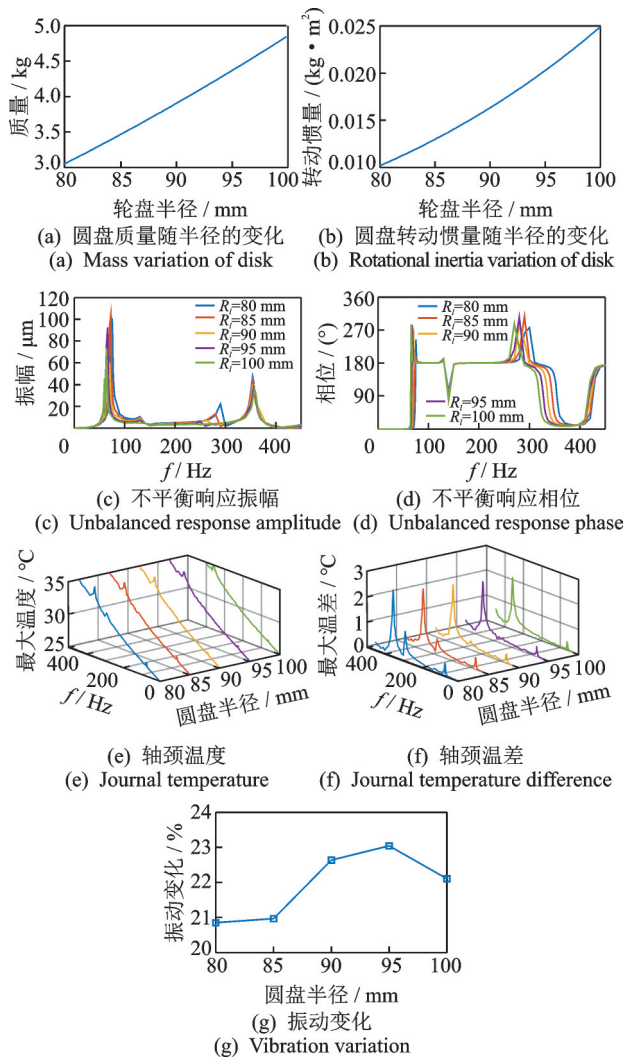 5.0
4.5
4.0
3.5
3.0
80 85 90 95 100
质量 / kg
轮盘半径 / mm
(a) 圆盘质量随半径的变化
(a) Mass variation of disk
0.025
0.020
0.015
0.010
80 85 90 95 100
转动惯量 / (kg·m²)
轮盘半径 / mm
(b) 圆盘转动惯量随半径的变化
(b) Rotational inertia variation of disk
120
100
80
60
40
20
0 100 200 300 400
振幅 / μm
f / Hz
Rᵢ=80 mm
Rᵢ=85 mm
Rᵢ=90 mm
Rᵢ=95 mm
Rᵢ=100 mm
(c) 不平衡响应振幅
(c) Unbalanced response amplitude
360
270
180
90
0 100 200 300 400
相位 / (°)
f / Hz
Rᵢ=80 mm
Rᵢ=85 mm
Rᵢ=90 mm
Rᵢ=95 mm
Rᵢ=100 mm
(d) 不平衡响应相位
(d) Unbalanced response phase
35
30
25
400
200
0
80 85 90 95 100
最大温度 / °C
f / Hz
圆盘半径 / mm
(e) 轴颈温度
(e) Journal temperature
3
2
1
0
400
200
0
80 85 90 95 100
最大温差 / °C
f / Hz
圆盘半径 / mm
(f) 轴颈温差
(f) Journal temperature difference
24
23
22
21
20
80 85 90 95 100
振动变化 / %
圆盘半径 / mm
(g) 振动变化
(g) Vibration variation